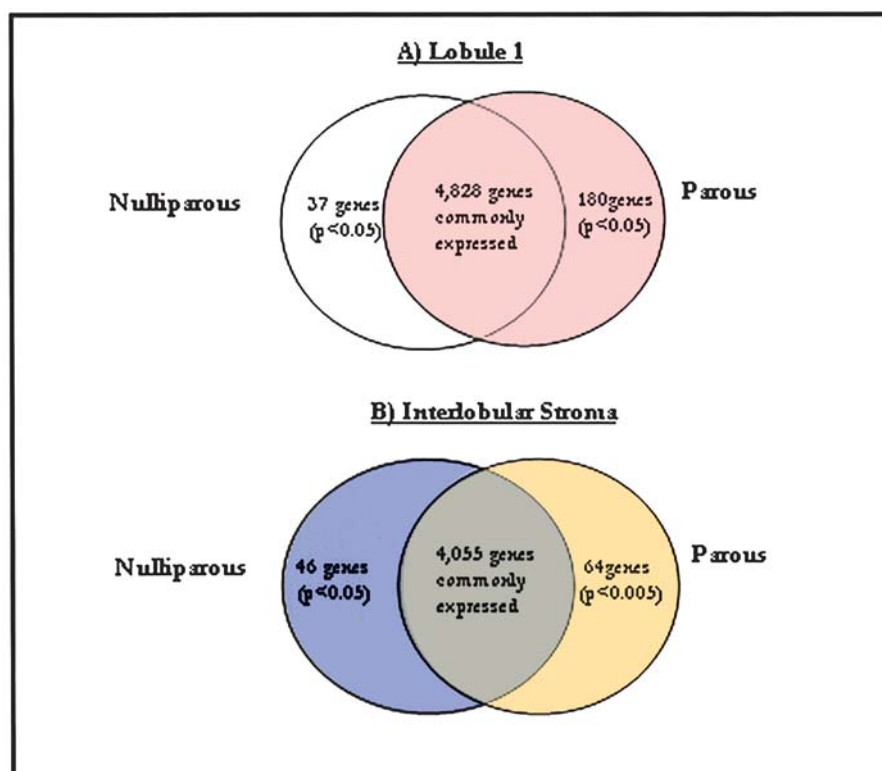 A) Lobule 1
Nulliparous
37 genes
(p<0.05)
4,828 genes
commonly
expressed
180genes
(p<0.05)
Parous
B) Interlobular Stroma
Nulliparous
46 genes
(p<0.05)
4,055 genes
commonly
expressed
64genes
(p<0.005)
Parous